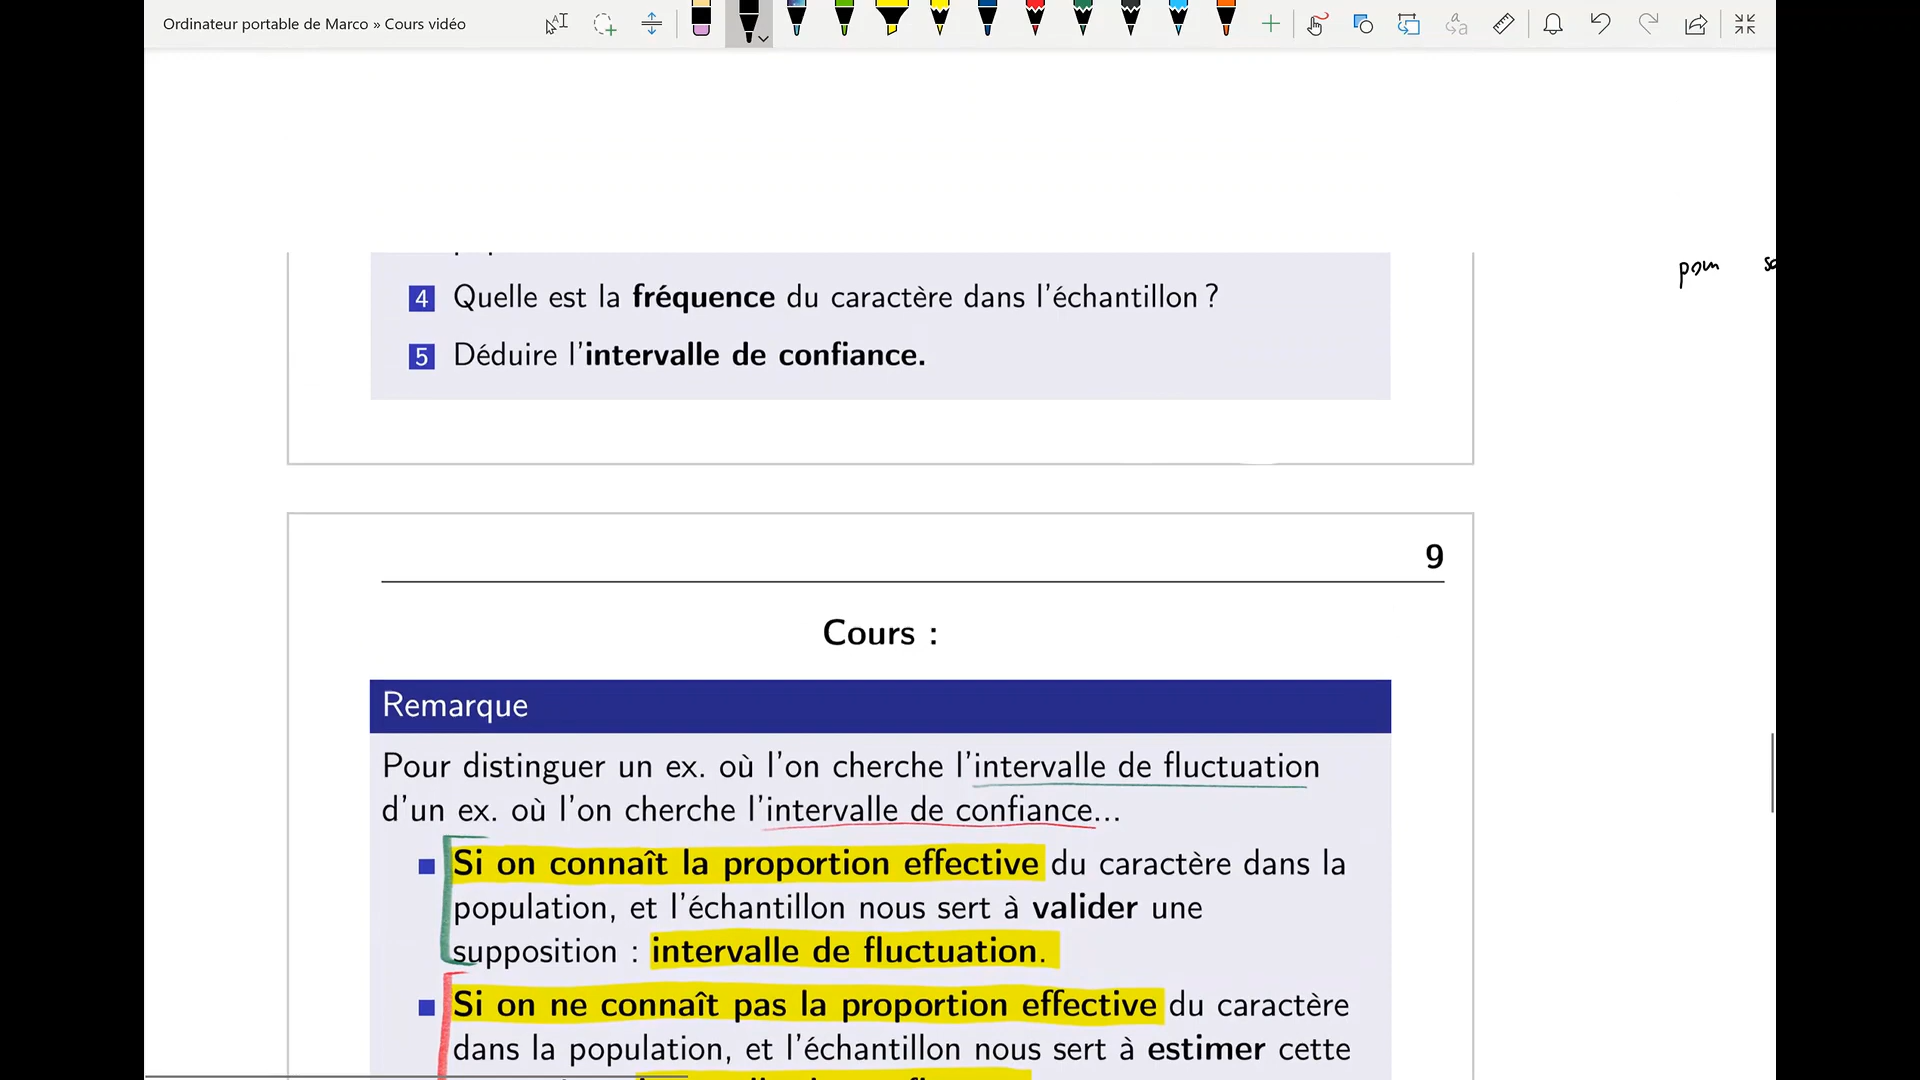 Ordinateur portable de Marco » Cours vidéo
pour
4 Quelle est la fréquence du caractère dans l'échantillon ?
5 Déduire l'intervalle de confiance.
9
Cours :
Remarque
Pour distinguer un ex. où l'on cherche l'intervalle de fluctuation
d'un ex. où l'on cherche l'intervalle de confiance...
Si on connaît la proportion effective du caractère dans la
population, et l'échantillon nous sert à valider une
supposition : intervalle de fluctuation.
Si on ne connaît pas la proportion effective du caractère
dans la population, et l'échantillon nous sert à estimer cette